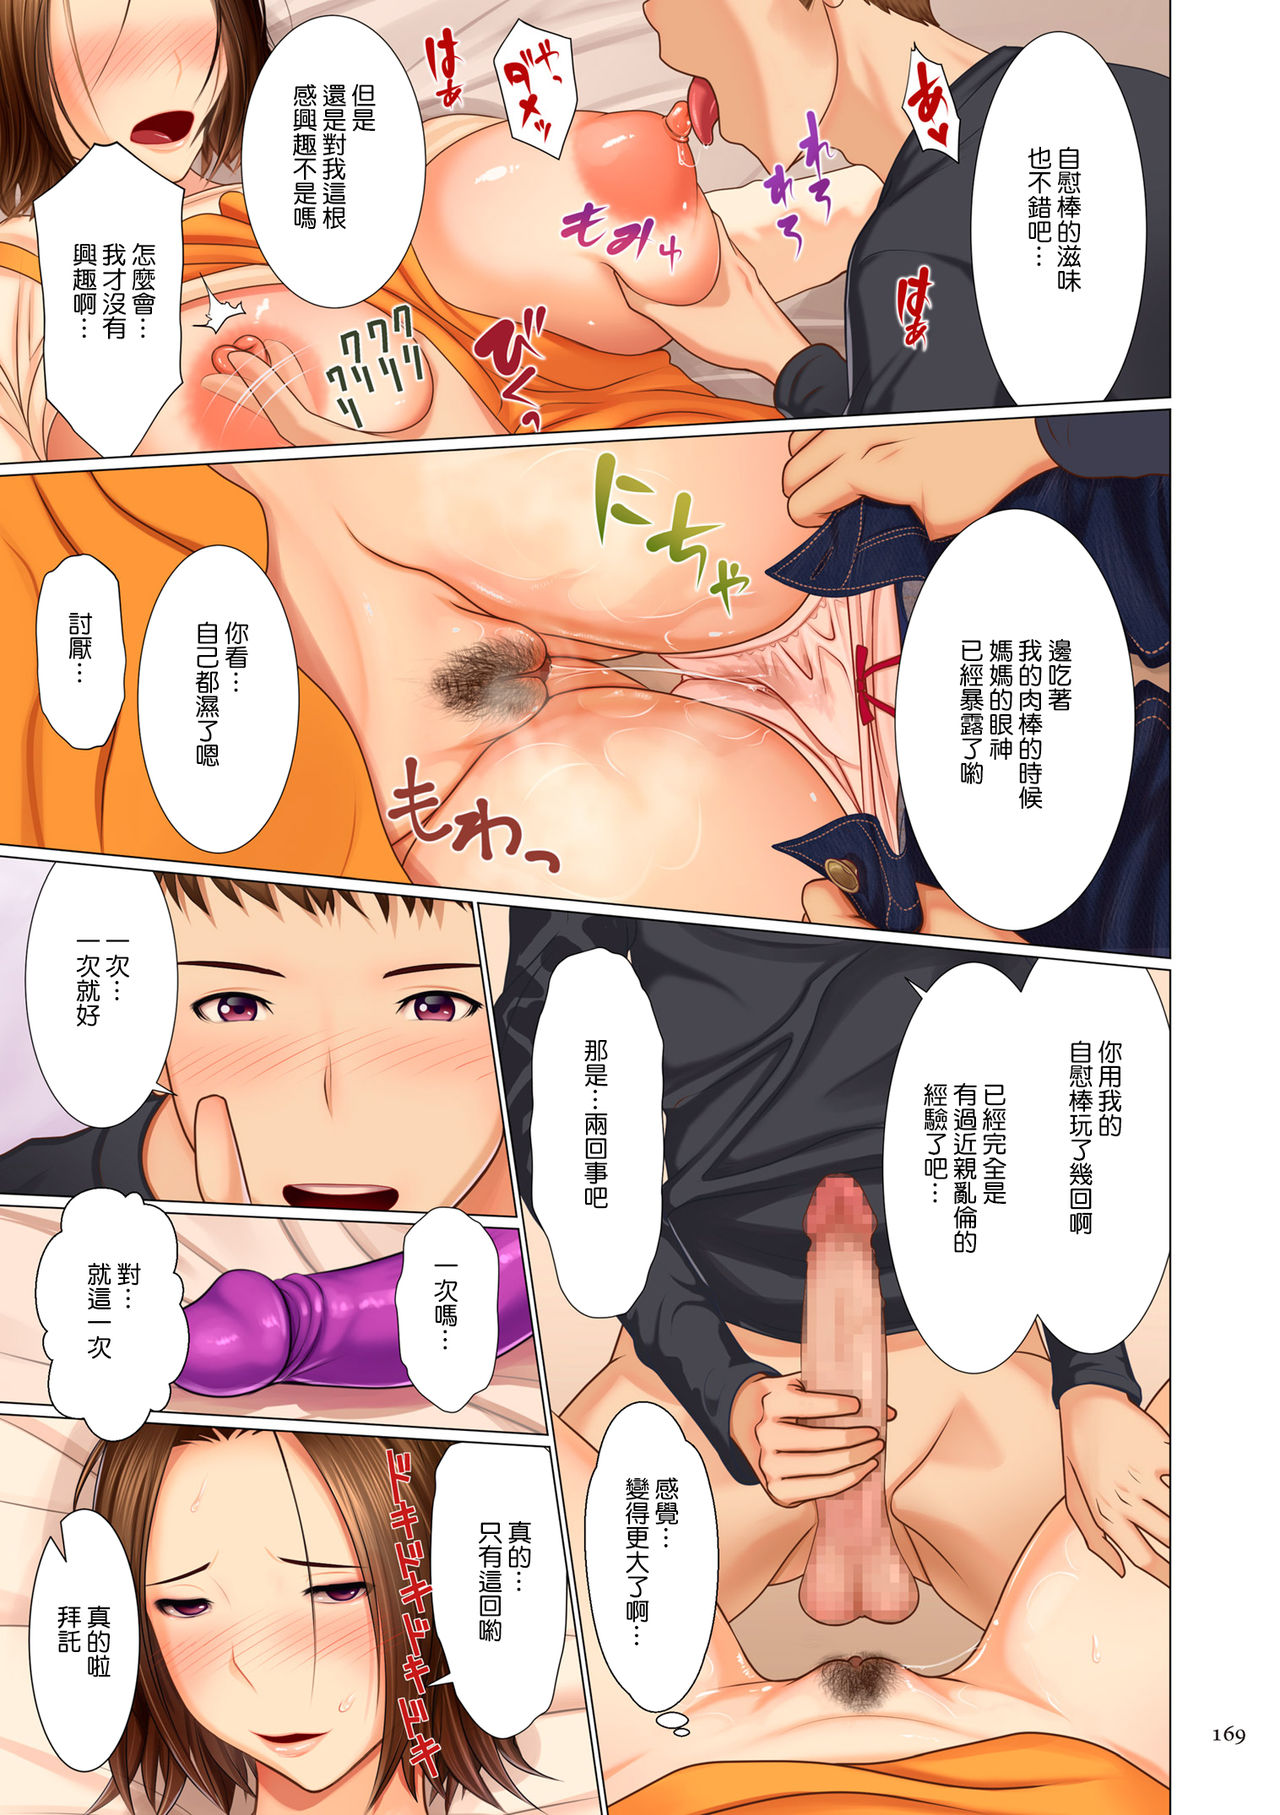 自慰棒的滋味
也不錯吧…
あ♥
はぁ
れろ
れろ
やっ
ダメッ
はぁ
もみゅ
但是
還是對我這根
感興趣不是嗎
びくっ
クリ
クリ
クリ
クリ
怎麼會…
我才沒有
興趣啊…
邊吃著
我的肉棒的時候
媽媽的眼神
已經暴露了喲
にちゃ
もわっ
你看…
自己都濕了嗯
討厭…
你用我的
自慰棒玩了幾回啊
已經完全是
有過近親亂倫的
經驗了吧…
那是…兩回事吧
感覺…
變得更大了啊
一次…
一次就好
一次嗎…
對…
就這一次
真的…
只有這回喲
ドキドキドキドキ
真的啦
拜託
169